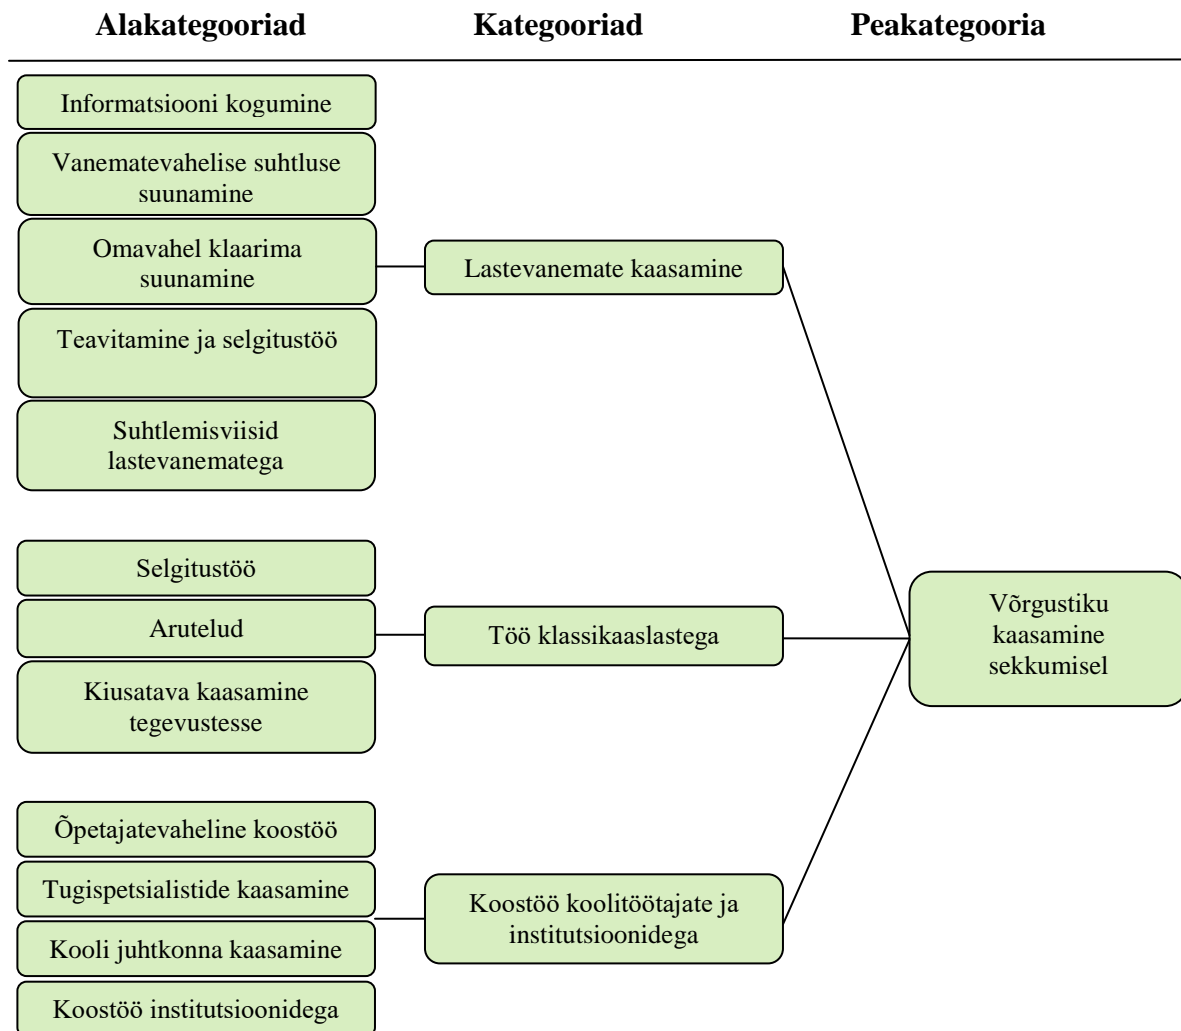 Alakategooriad Kategooriad Peakategooria
Informatsiooni kogumine
Vanematevahelise suhtluse
suunamine
Omavahel klaarima
suunamine
Lastevanemate kaasamine
Teavitamine ja selgitustöö
Suhtlemisviisid
lastevanematega
Selgitustöö
Arutelud
Töö klassikaaslastega
Kiusatava kaasamine
tegevustesse
Võrgustiku
kaasamine
sekkumisel
Õpetajatevaheline koostöö
Tugispetsialistide kaasamine
Kooli juhtkonna kaasamine
Koostöö institutsioonidega
Koostöö koolitöötajate ja
institutsioonidega